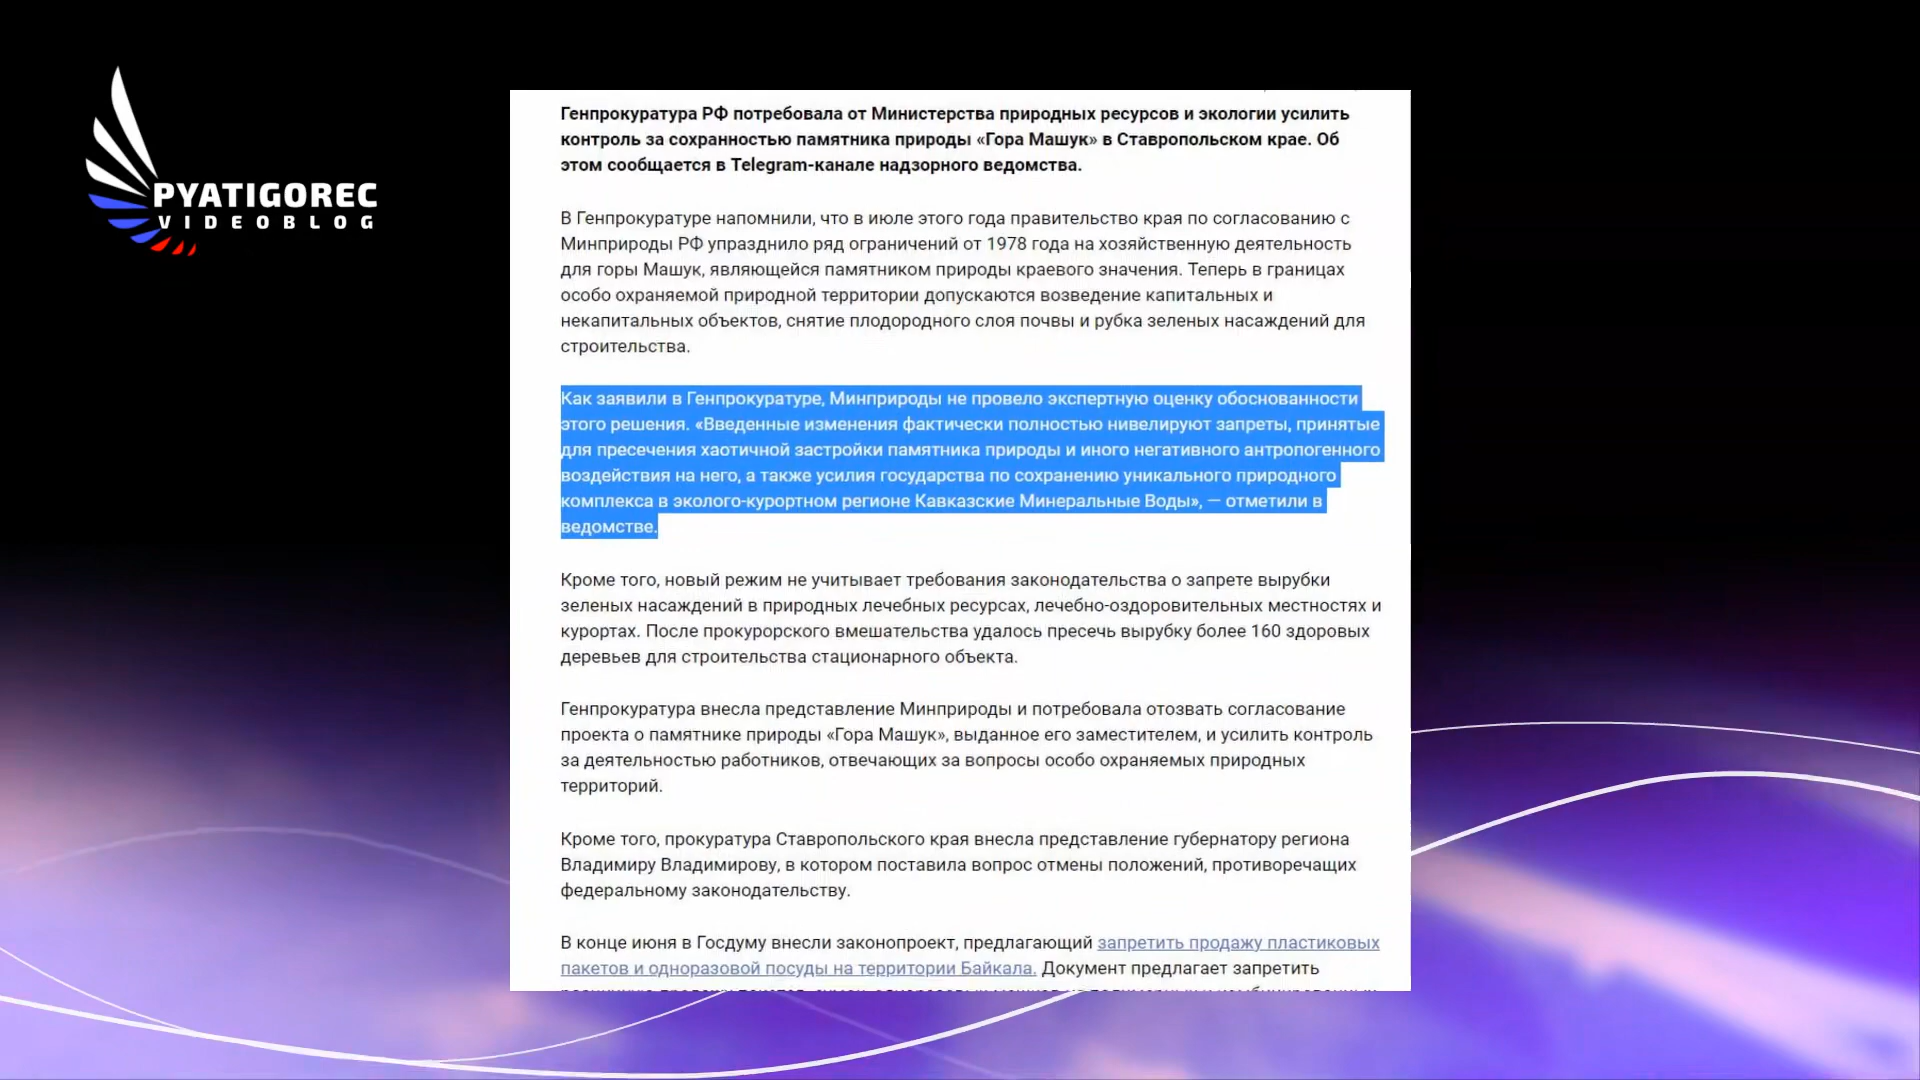 PYATIGOREC
VIDEOBLOG
Генпрокуратура РФ потребовала от Министерства природных ресурсов и экологии усилить
контроль за сохранностью памятника природы «Гора Машук» в Ставропольском крае. Об
этом сообщается в Telegram-канале надзорного ведомства.
В Генпрокуратуре напомнили, что в июле этого года правительство края по согласованию с
Минприроды РФ упразднило ряд ограничений от 1978 года на хозяйственную деятельность
для горы Машук, являющейся памятником природы краевого значения. Теперь в границах
особо охраняемой природной территории допускаются возведение капитальных и
некапитальных объектов, снятие плодородного слоя почвы и рубка зеленых насаждений для
строительства.
Как заявили в Генпрокуратуре, Минприроды не провело экспертную оценку обоснованности
этого решения. «Введенные изменения фактически полностью нивелируют запреты, принятые
для пресечения хаотичной застройки памятника природы и иного негативного антропогенного
воздействия на него, а также усилия государства по сохранению уникального природного
комплекса в эколого-курортном регионе Кавказские Минеральные Воды», — отметили в
ведомстве.
Кроме того, новый режим не учитывает требования законодательства о запрете вырубки
зеленых насаждений в природных лечебных ресурсах, лечебно-оздоровительных местностях и
курортах. После прокурорского вмешательства удалось пресечь вырубку более 160 здоровых
деревьев для строительства стационарного объекта.
Генпрокуратура внесла представление Минприроды и потребовала отозвать согласование
проекта о памятнике природы «Гора Машук», выданное его заместителем, и усилить контроль
за деятельностью работников, отвечающих за вопросы особо охраняемых природных
территорий.
Кроме того, прокуратура Ставропольского края внесла представление губернатору региона
Владимиру Владимирову, в котором поставила вопрос отмены положений, противоречащих
федеральному законодательству.
В конце июня в Госдуму внесли законопроект, предлагающий запретить продажу пластиковых
пакетов и одноразовой посуды на территории Байкала. Документ предлагает запретить